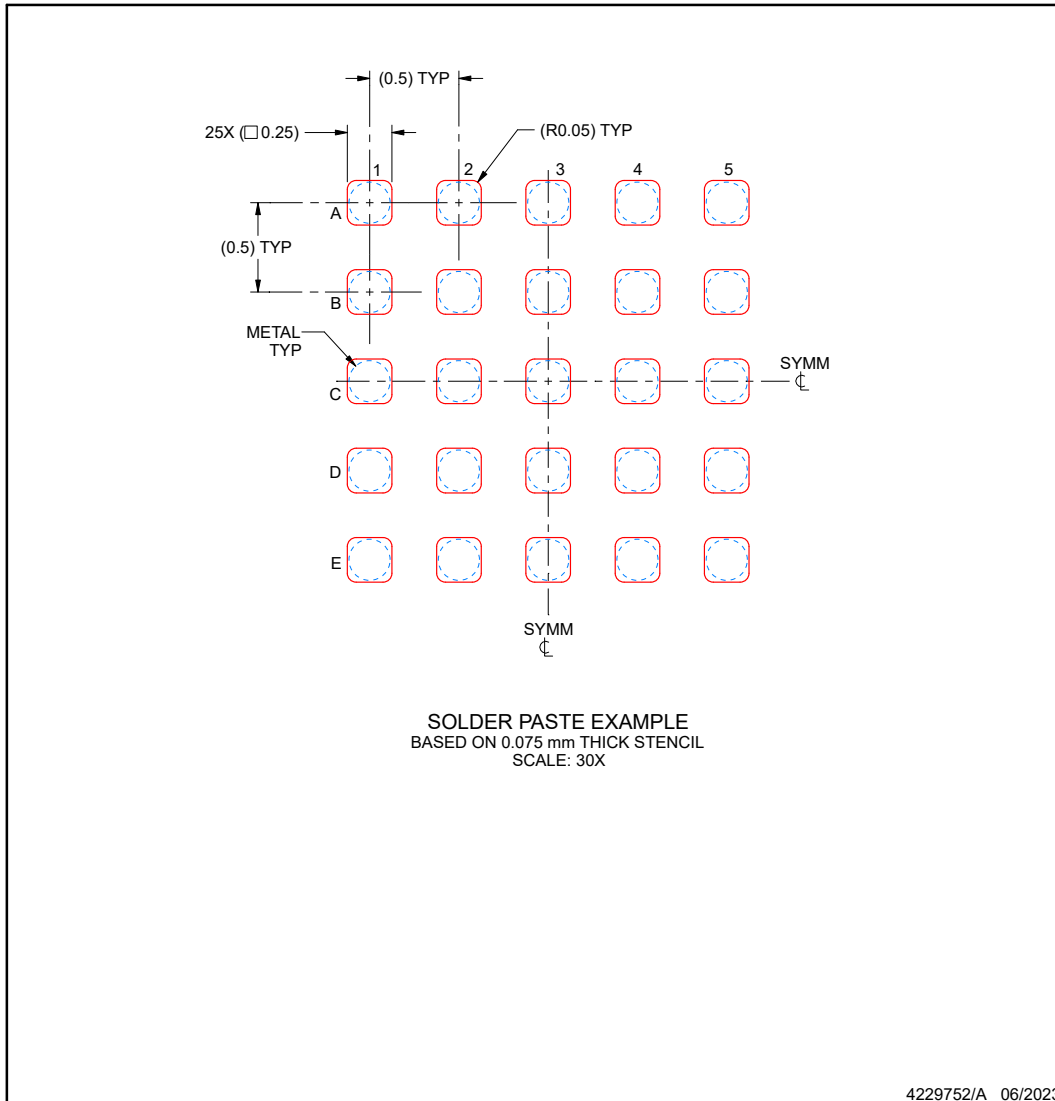 (0.5) TYP
25X (□ 0.25)
(R0.05) TYP
1 2 3 4 5
A
(0.5) TYP
B
METAL
TYP
SYMM
℄
C
D
E
SYMM
℄
SOLDER PASTE EXAMPLE
BASED ON 0.075 mm THICK STENCIL
SCALE: 30X
4229752/A 06/2023